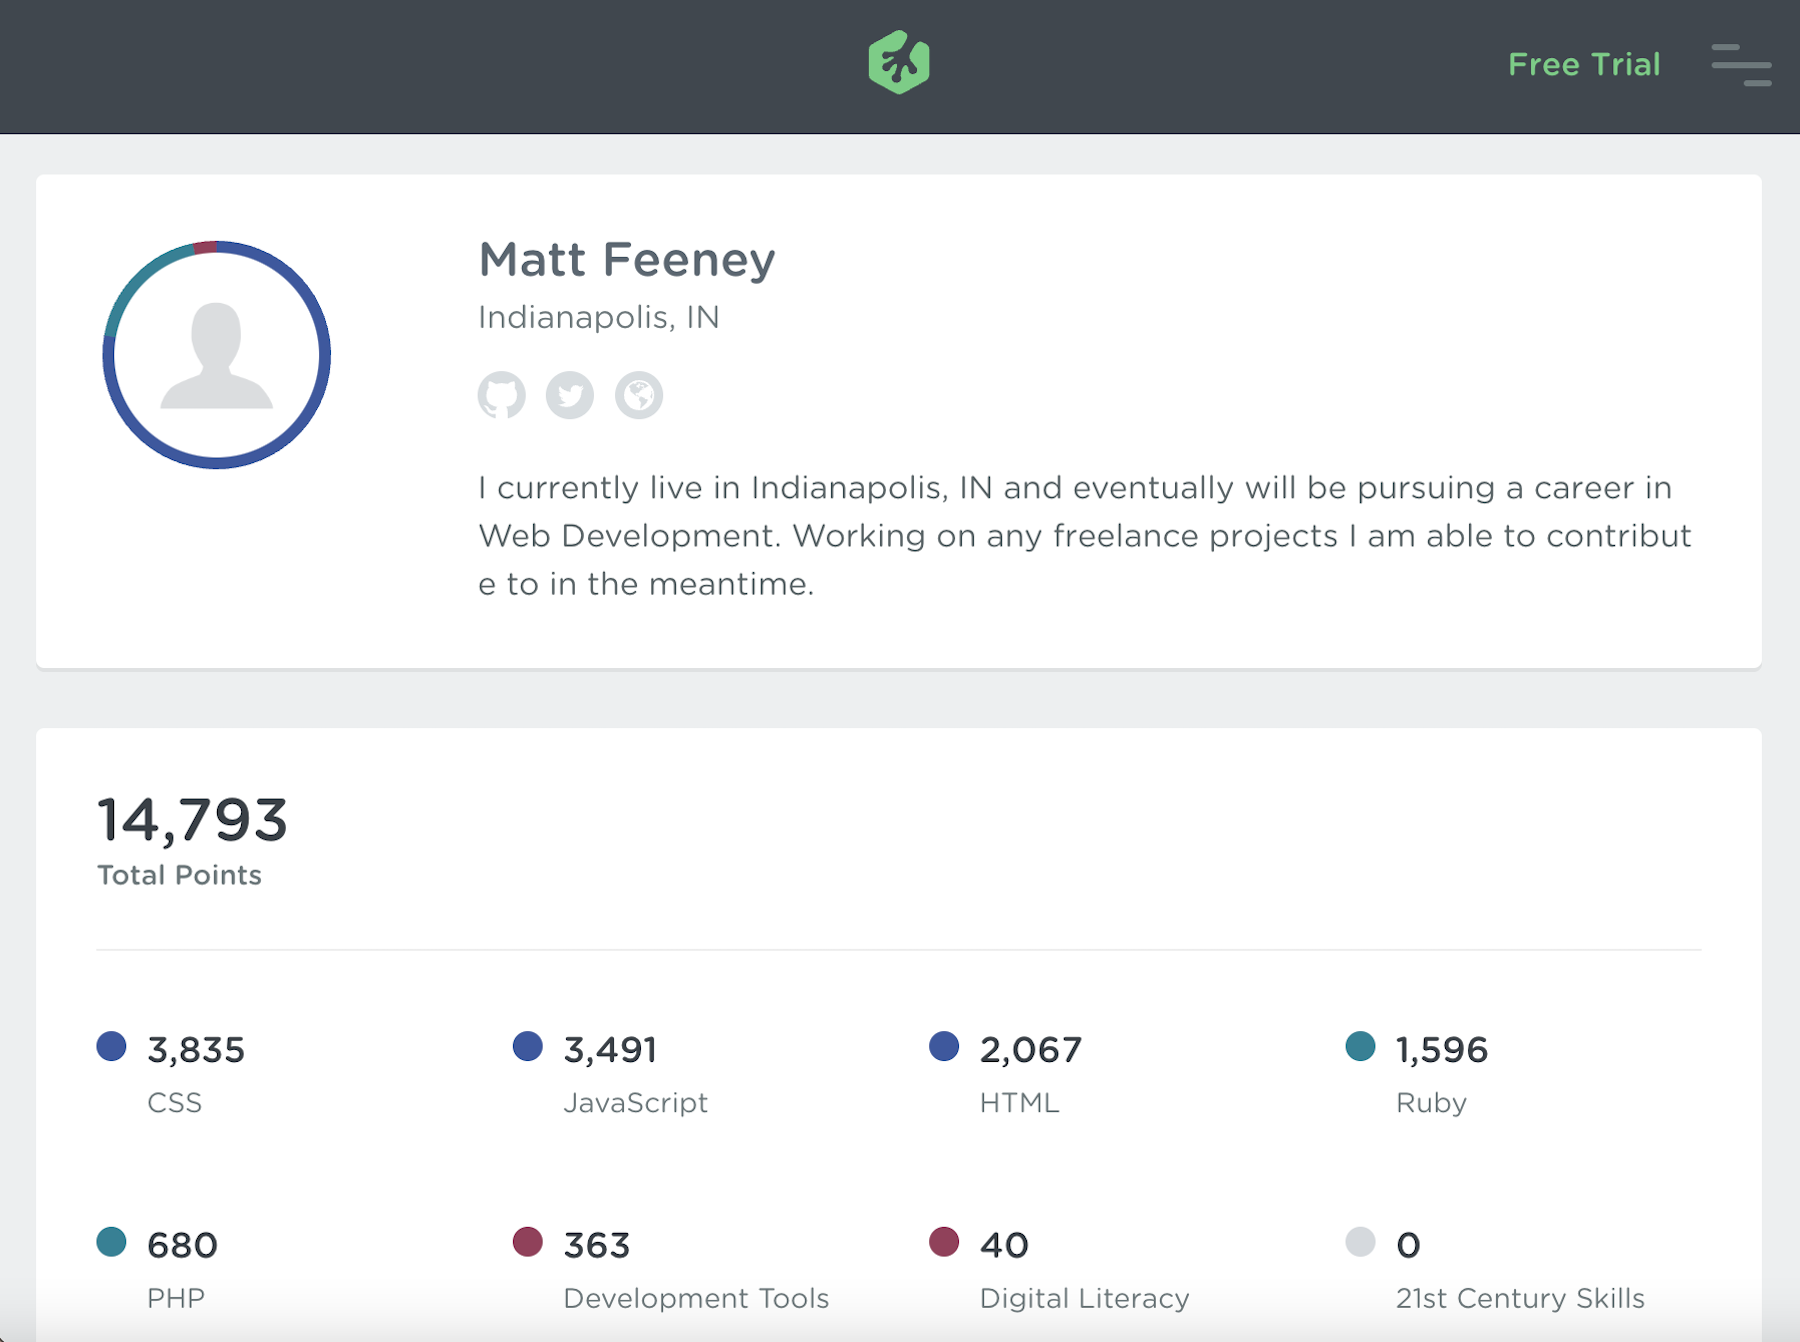 Free Trial
Matt Feeney
Indianapolis, IN
I currently live in Indianapolis, IN and eventually will be pursuing a career in
Web Development. Working on any freelance projects I am able to contribut
e to in the meantime.
14,793
Total Points
3,835
CSS
3,491
JavaScript
2,067
HTML
1,596
Ruby
680
PHP
363
Development Tools
40
Digital Literacy
0
21st Century Skills